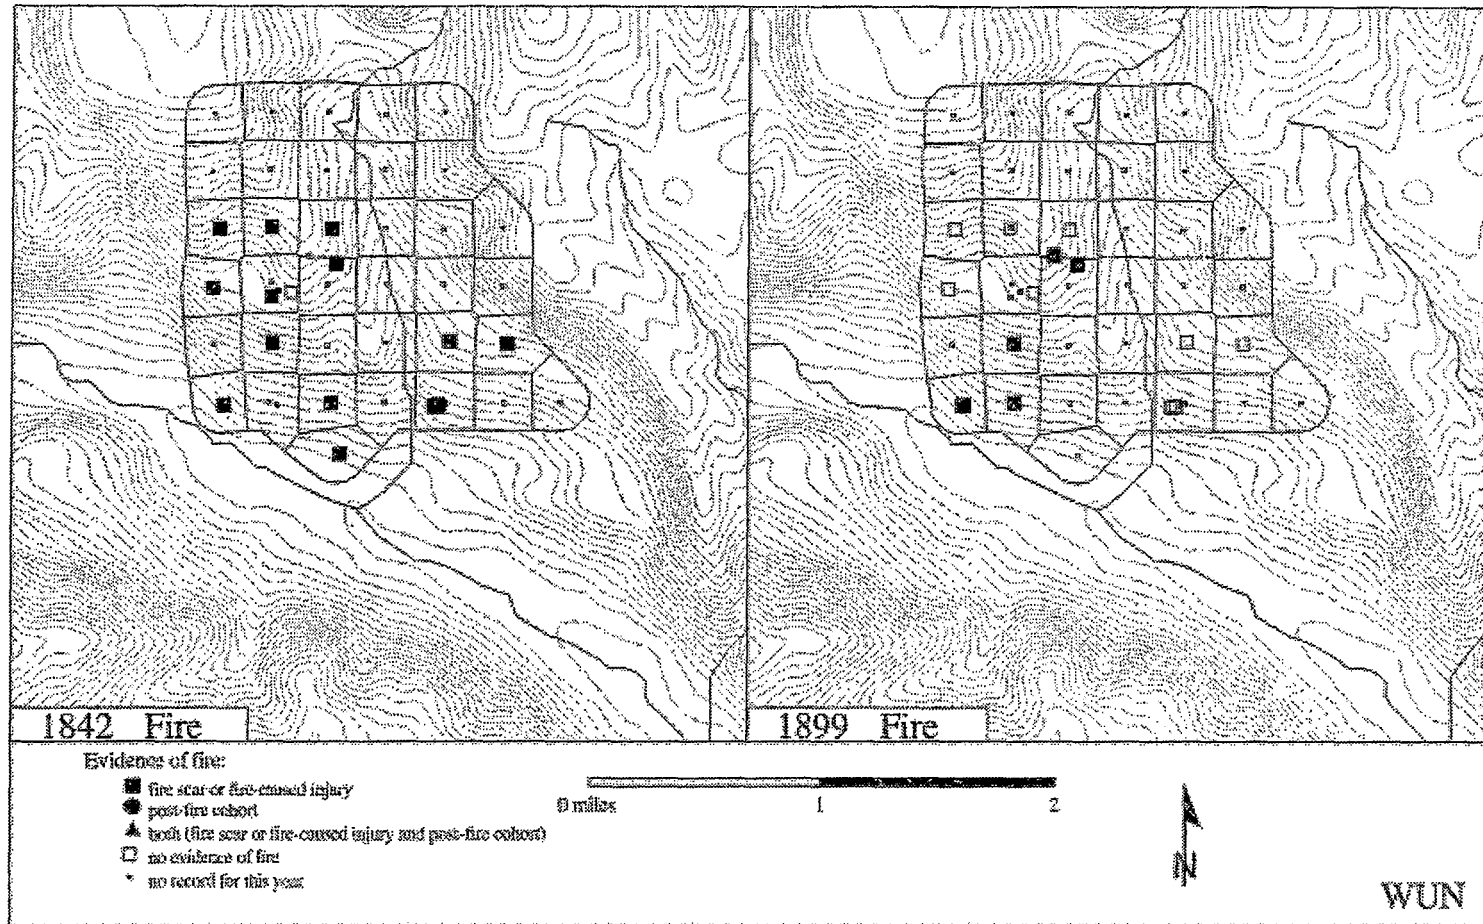 1842 Fire
1899 Fire
Evidence of fire:
fire scar or fire-caused injury
post-fire cohort
both (fire scar or fire-caused injury and post-fire cohort)
no evidence of fire
no record for this year
0 miles 1 2
N
WUN